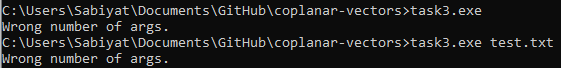 C:\Users\Sabiyat\Documents\GitHub\coplanar-vectors>task3.exe
Wrong number of args.
C:\Users\Sabiyat\Documents\GitHub\coplanar-vectors>task3.exe test.txt
Wrong number of args.